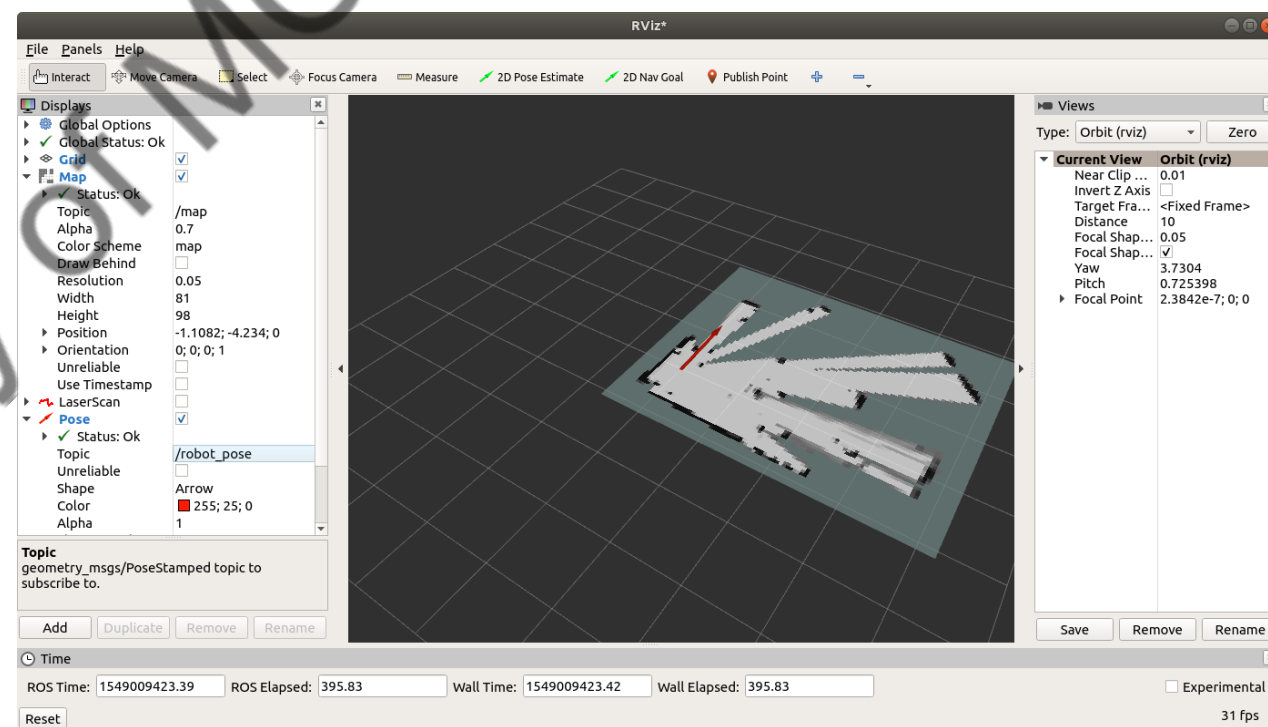 RViz*
File Panels Help
Interact Move Camera Select Focus Camera Measure 2D Pose Estimate 2D Nav Goal Publish Point
Displays
Global Options
Global Status: Ok
Grid
Map
Status: Ok
Topic /map
Alpha 0.7
Color Scheme map
Draw Behind
Resolution 0.05
Width 81
Height 98
Position -1.1082; -4.234; 0
Orientation 0; 0; 0; 1
Unreliable
Use Timestamp
LaserScan
Pose
Status: Ok
Topic /robot_pose
Unreliable
Shape Arrow
Color 255; 25; 0
Alpha 1
Topic
geometry_msgs/PoseStamped topic to
subscribe to.
Add Duplicate Remove Rename
Views
Type: Orbit (rviz) Zero
Current View Orbit (rviz)
Near Clip ... 0.01
Invert Z Axis
Target Fra... <Fixed Frame>
Distance 10
Focal Shap... 0.05
Focal Shap...
Yaw 3.7304
Pitch 0.725398
Focal Point 2.3842e-7; 0; 0
Save Remove Rename
Time
ROS Time: 1549009423.39 ROS Elapsed: 395.83 Wall Time: 1549009423.42 Wall Elapsed: 395.83 Experimental
Reset 31 fps